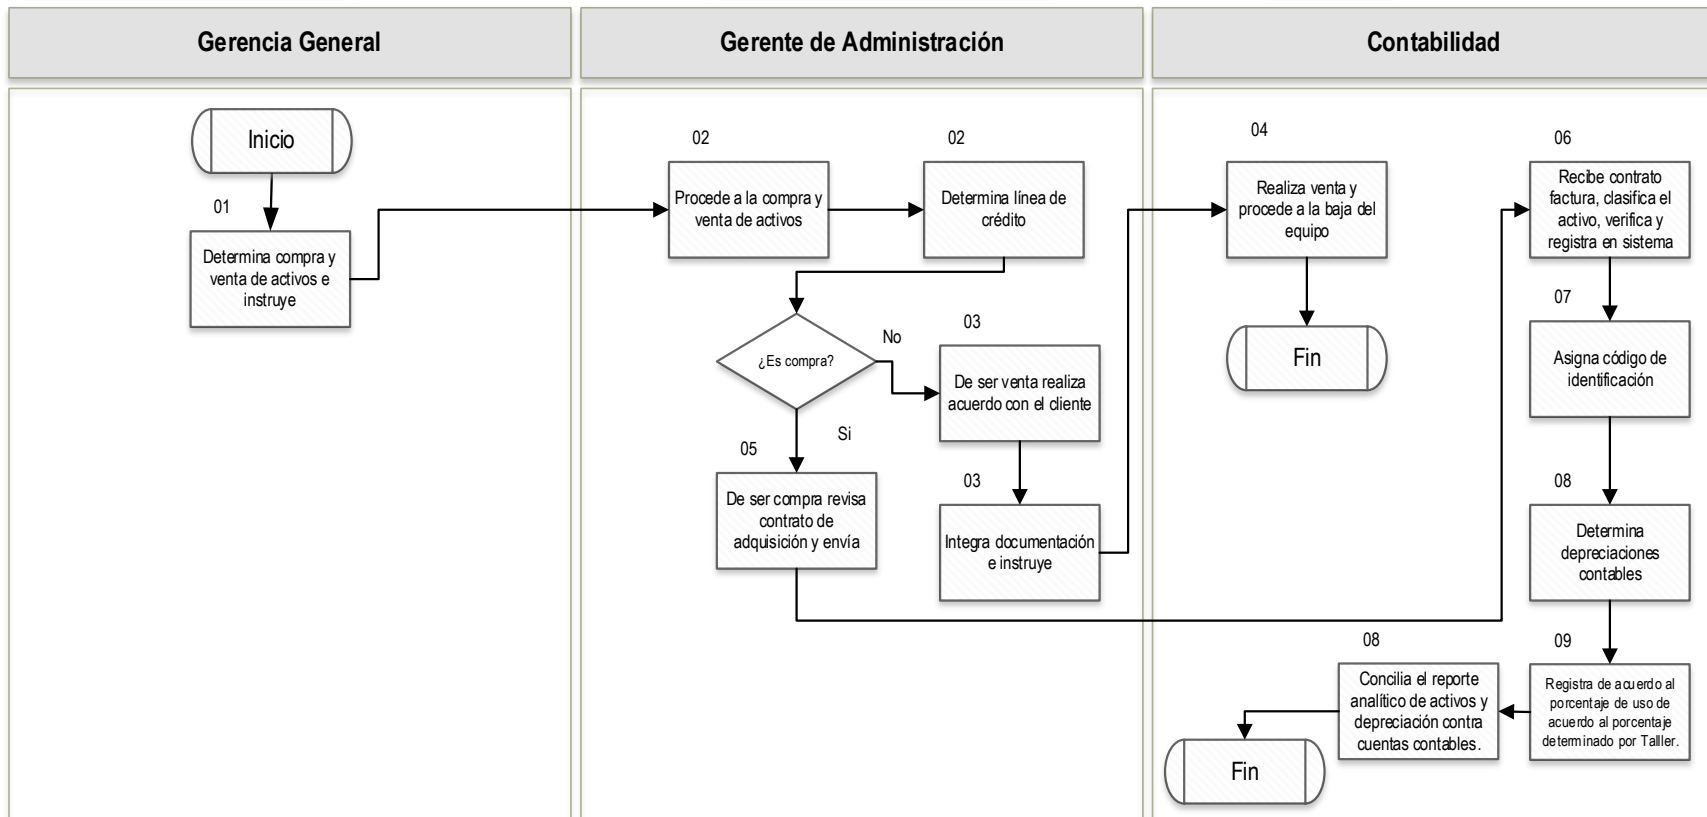 Gerencia General
Gerente de Administración
Contabilidad
Inicio
01
Determina compra y
venta de activos e
instruye
02
Procede a la compra y
venta de activos
02
Determina línea de
crédito
¿Es compra?
No
Si
03
De ser venta realiza
acuerdo con el cliente
03
Integra documentación
e instruye
05
De ser compra revisa
contrato de
adquisición y envía
04
Realiza venta y
procede a la baja del
equipo
Fin
06
Recibe contrato
factura, clasifica el
activo, verifica y
registra en sistema
07
Asigna código de
identificación
08
Determina
depreciaciones
contables
09
Registra de acuerdo al
porcentaje de uso de
acuerdo al porcentaje
determinado por Talller.
08
Concilia el reporte
analítico de activos y
depreciación contra
cuentas contables.
Fin